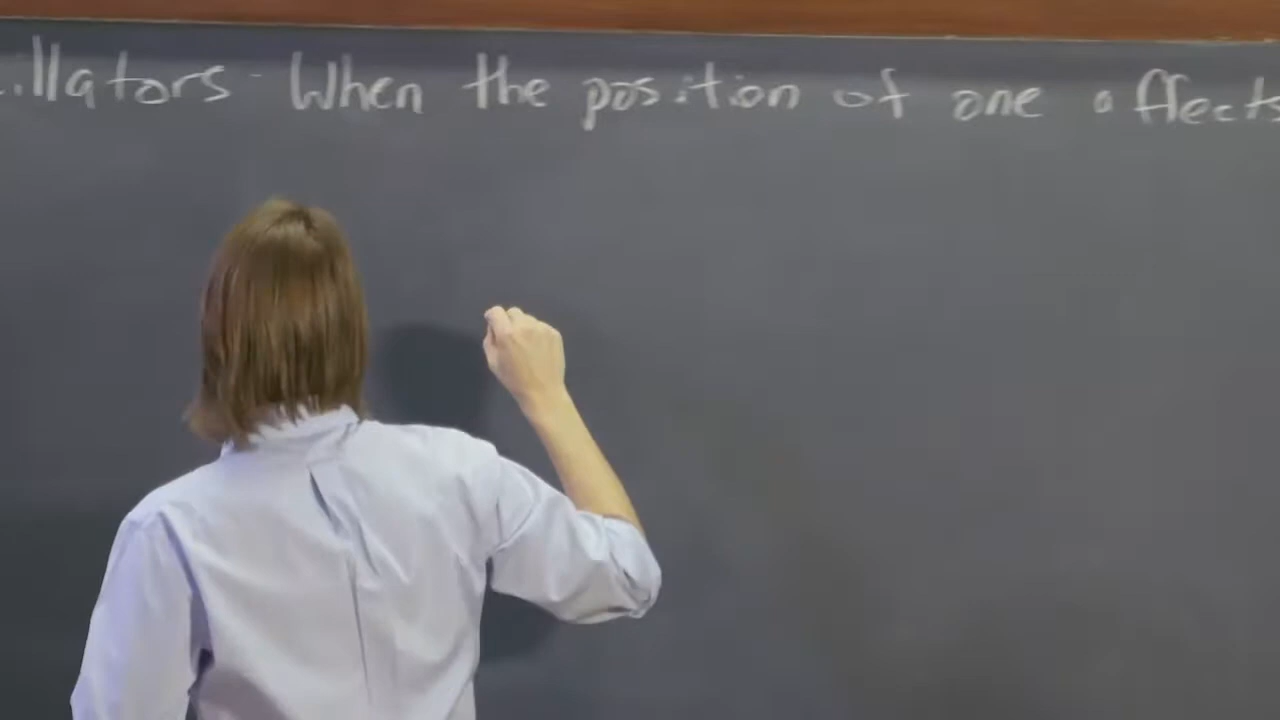 illators - When the position of one affects